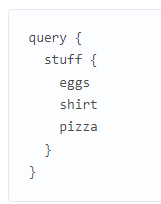 query {
  stuff {
    eggs
    shirt
    pizza
  }
}